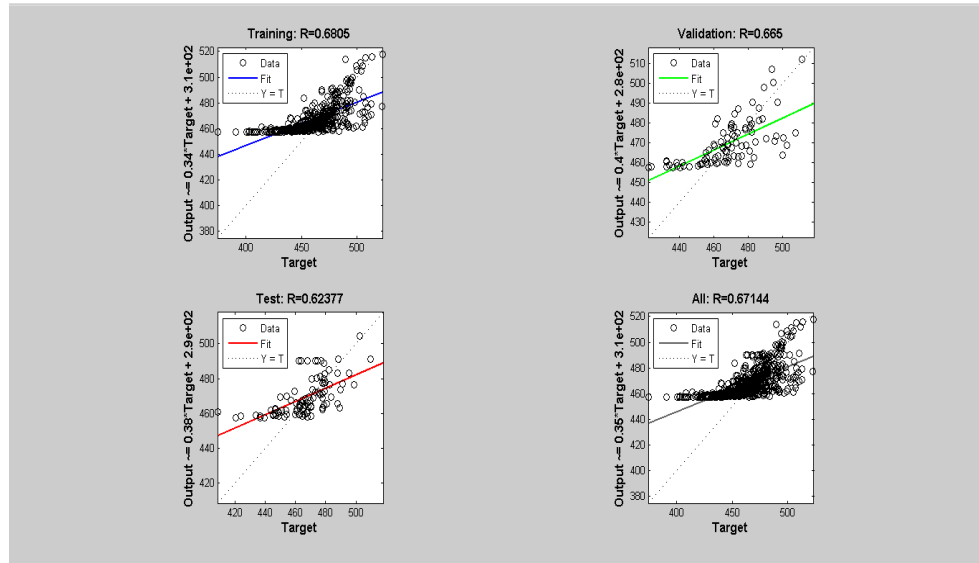 Training: R=0.6805
Output ~= 0.34*Target + 3.1e+02
Data
Fit
Y = T
520
500
480
460
440
420
400
380
400
450
500
Target
Validation: R=0.665
Output ~= 0.4*Target + 2.8e+02
Data
Fit
Y = T
510
500
490
480
470
460
450
440
430
440
460
480
500
Target
Test: R=0.62377
Output ~= 0.38*Target + 2.9e+02
Data
Fit
Y = T
500
480
460
440
420
420
440
460
480
500
Target
All: R=0.67144
Output ~= 0.35*Target + 3.1e+02
Data
Fit
Y = T
520
500
480
460
440
420
400
380
400
450
500
Target